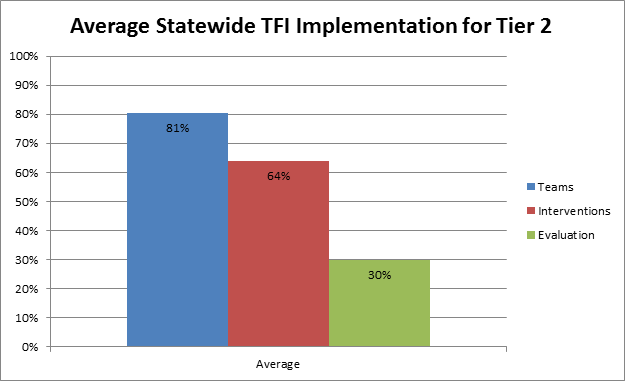 Average Statewide TFI Implementation for Tier 2
100%
90%
80%
70%
60%
50%
40%
30%
20%
10%
0%
81%
64%
30%
Average
Teams
Interventions
Evaluation